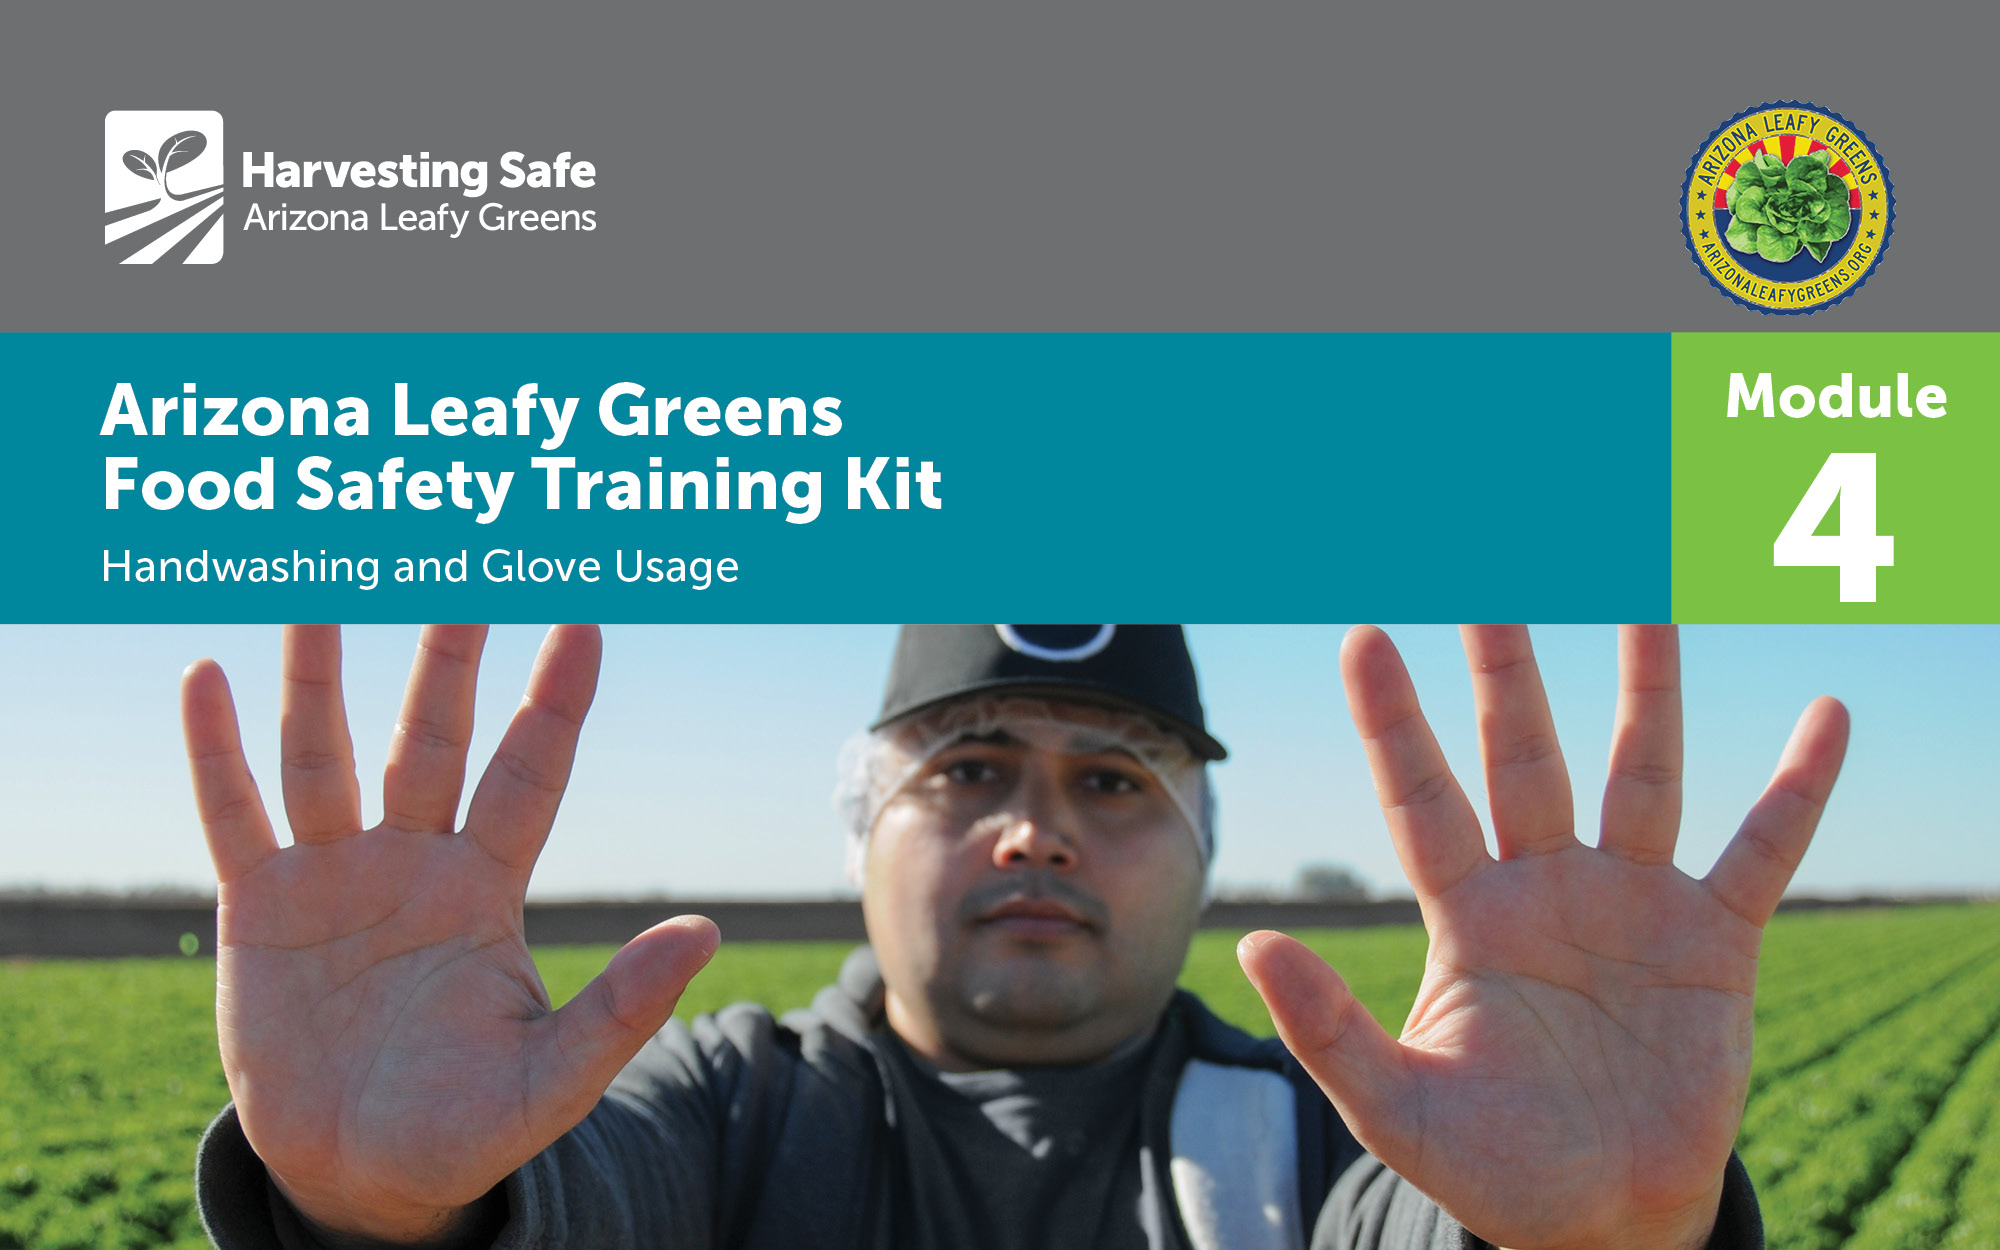 Harvesting Safe
Arizona Leafy Greens
ARIZONA LEAFY GREENS
ARIZONALEAFYGREENS.ORG
Arizona Leafy Greens
Food Safety Training Kit
Handwashing and Glove Usage
Module
4